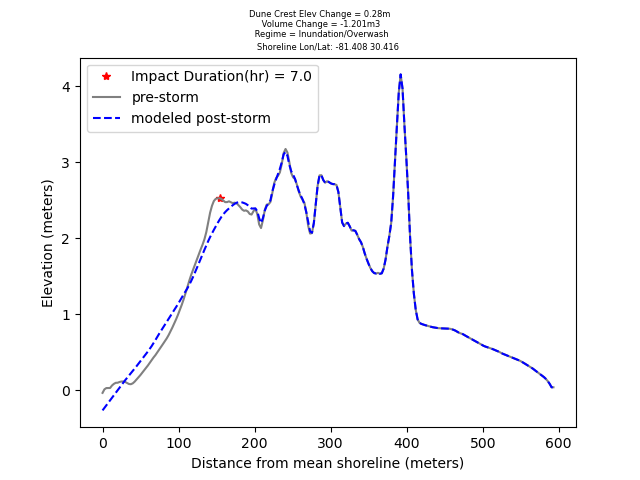 Dune Crest Elev Change = 0.28m
Volume Change = -1.201m3
Regime = Inundation/Overwash
Shoreline Lon/Lat: -81.408 30.416
Impact Duration(hr) = 7.0
pre-storm
modeled post-storm
4
3
2
1
0
Elevation (meters)
0 100 200 300 400 500 600
Distance from mean shoreline (meters)